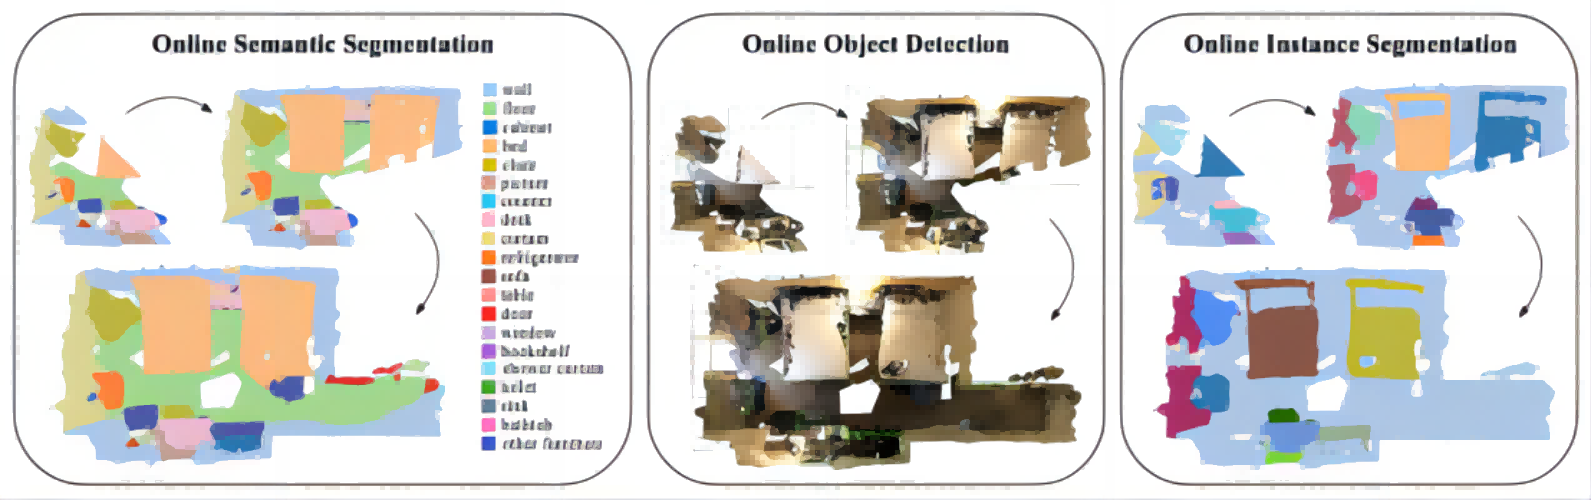 Online Semantic Segmentation
wall
floor
cabinet
bed
chair
picture
counter
desk
curtain
refrigerator
sofa
table
door
window
bookshelf
shower curtain
toilet
sink
bathtub
other furniture
Online Object Detection
Online Instance Segmentation